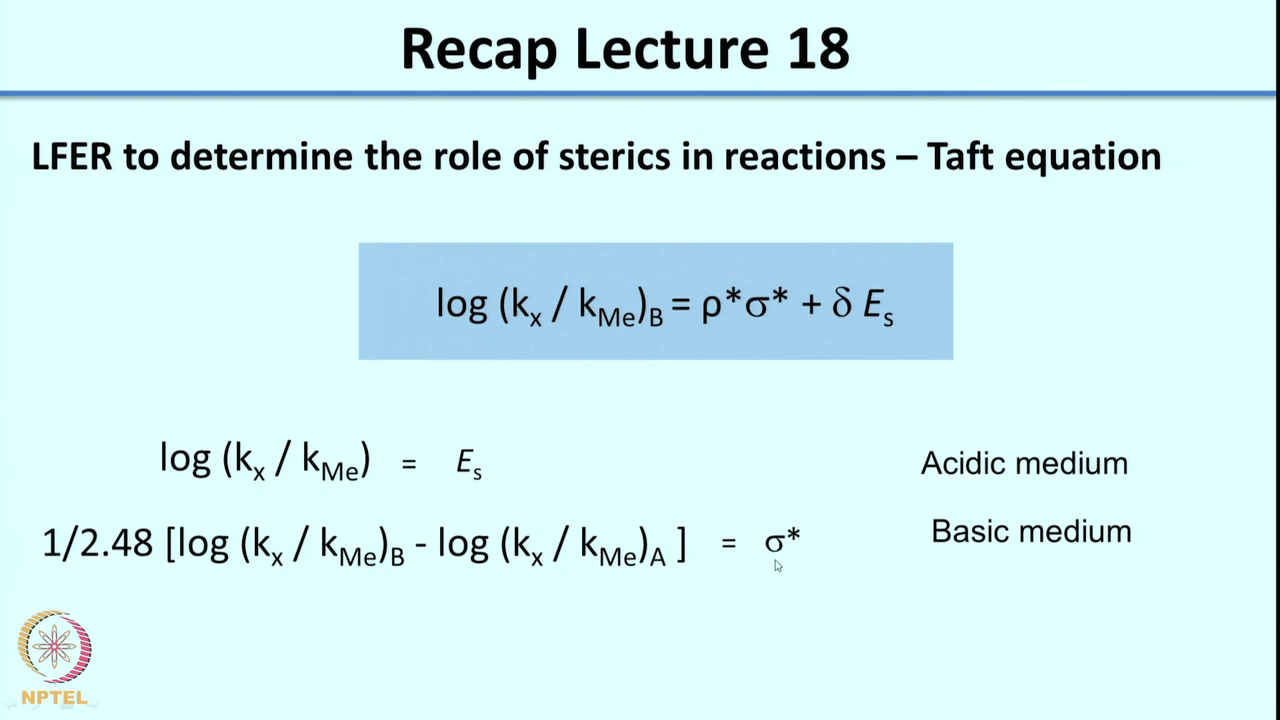 Recap Lecture 18
LFER to determine the role of sterics in reactions – Taft equation
log (kx / kMe)B = ρ*σ* + δ Es
log (kx / kMe) = Es Acidic medium
1/2.48 [log (kx / kMe)B - log (kx / kMe)A ] = σ* Basic medium
NPTEL